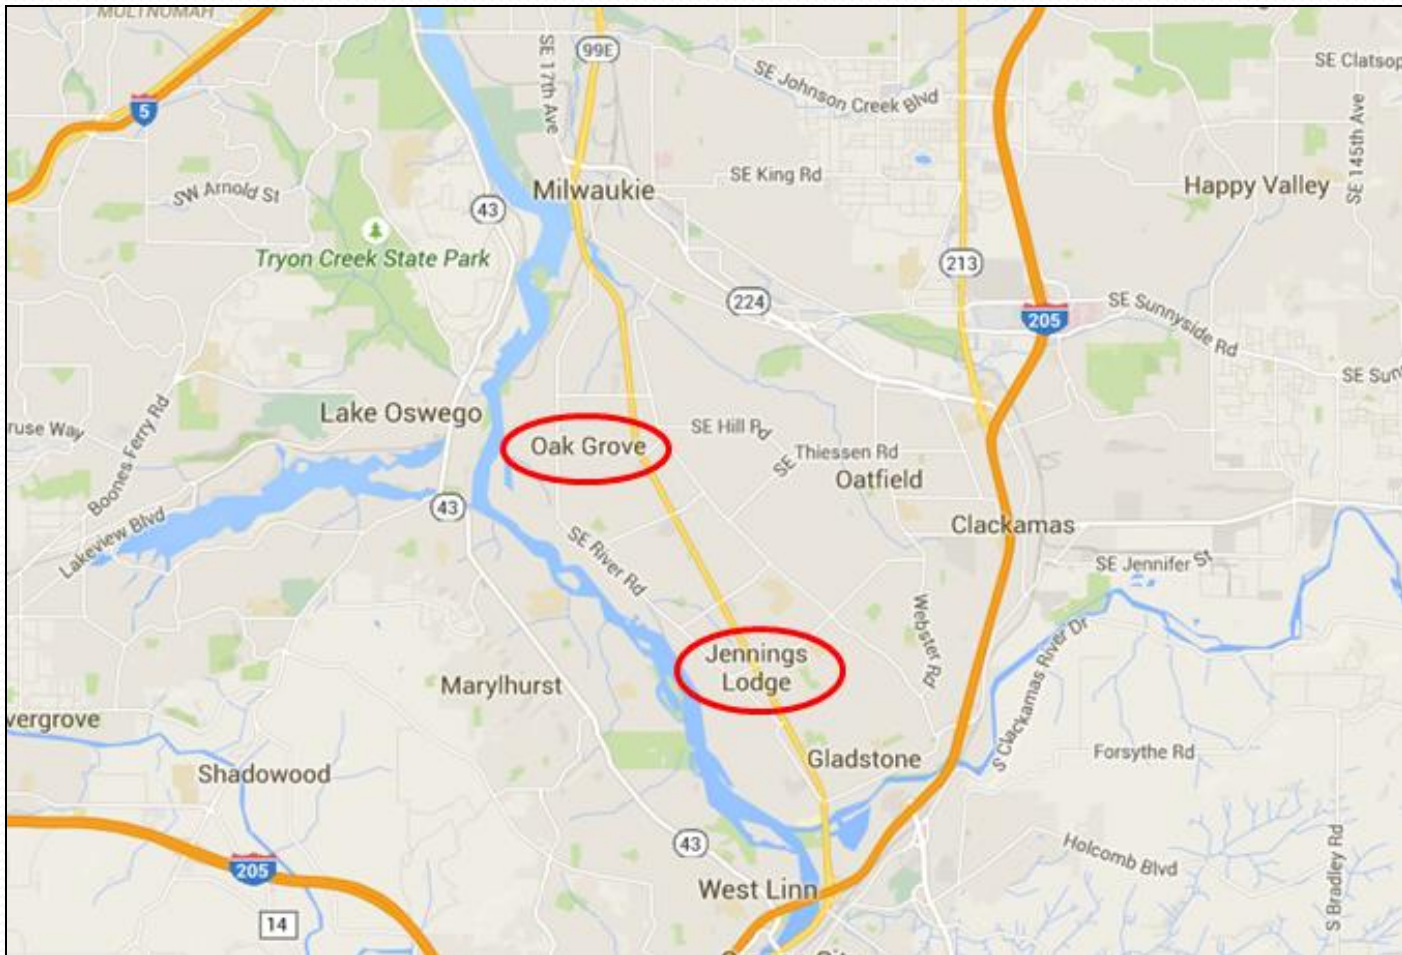 MULTNOMAH
99E
SE 17th Ave
SE Johnson Creek Blvd
SE Clatsop
5
SE 145th Ave
SW Arnold St
43
Milwaukie
SE King Rd
Happy Valley
Tryon Creek State Park
213
224
205
SE Sunnyside Rd
SE Sun
Lake Oswego
ruse Way
Boones Ferry Rd
Oak Grove
SE Hill Rd
SE Thiessen Rd
Oatfield
43
Lakeview Blvd
Clackamas
SE River Rd
SE Jennifer St
Webster Rd
Jennings
Lodge
S Clackamas River Dr
Marylhurst
vergrove
Shadowood
Gladstone
Forsythe Rd
43
Holcomb Blvd
S Bradley Rd
205
West Linn
14